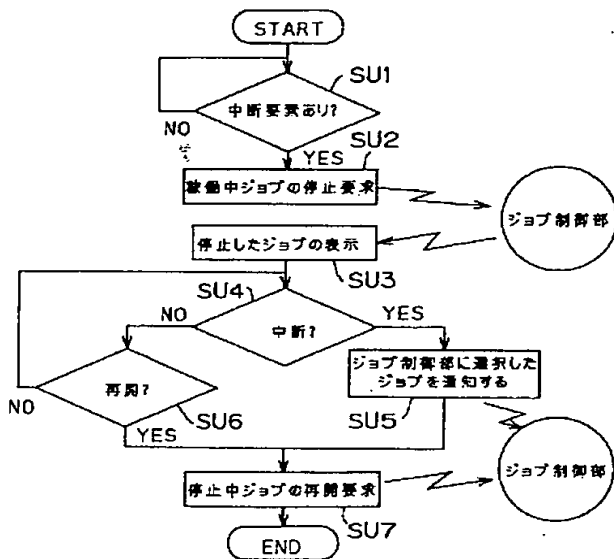 START
SU1
中断要素あり?
NO
SU2
YES
稼働中ジョブの停止要求
ジョブ制御部
停止したジョブの表示
SU3
SU4
NO
YES
中断?
ジョブ制御部に選択した
ジョブを通知する
再開?
NO
SU6
SU5
YES
ジョブ制御部
停止中ジョブの再開要求
SU7
END